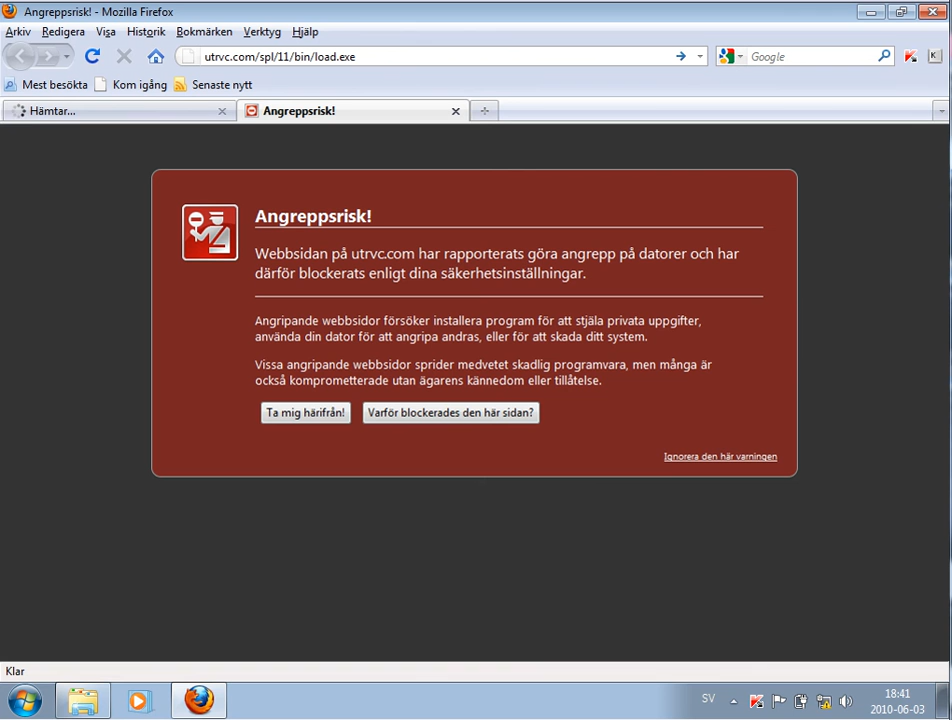 Angreppsrisk! - Mozilla Firefox
Arkiv Redigera Visa Historik Bokmärken Verktyg Hjälp
utrvc.com/spl/11/bin/load.exe Google K
Mest besökta Kom igång Senaste nytt
Hämtar... Angreppsrisk!
Angreppsrisk!
Webbsidan på utrvc.com har rapporterats göra angrepp på datorer och har
därför blockerats enligt dina säkerhetsinställningar.
Angripande webbsidor försöker installera program för att stjäla privata uppgifter,
använda din dator för att angripa andras, eller för att skada ditt system.
Vissa angripande webbsidor sprider medvetet skadlig programvara, men många är
också komprometterade utan ägarens kännedom eller tillåtelse.
Ta mig härifrån! Varför blockerades den här sidan?
Ignorera den här varningen
Klar
SV 18:41
2010-06-03